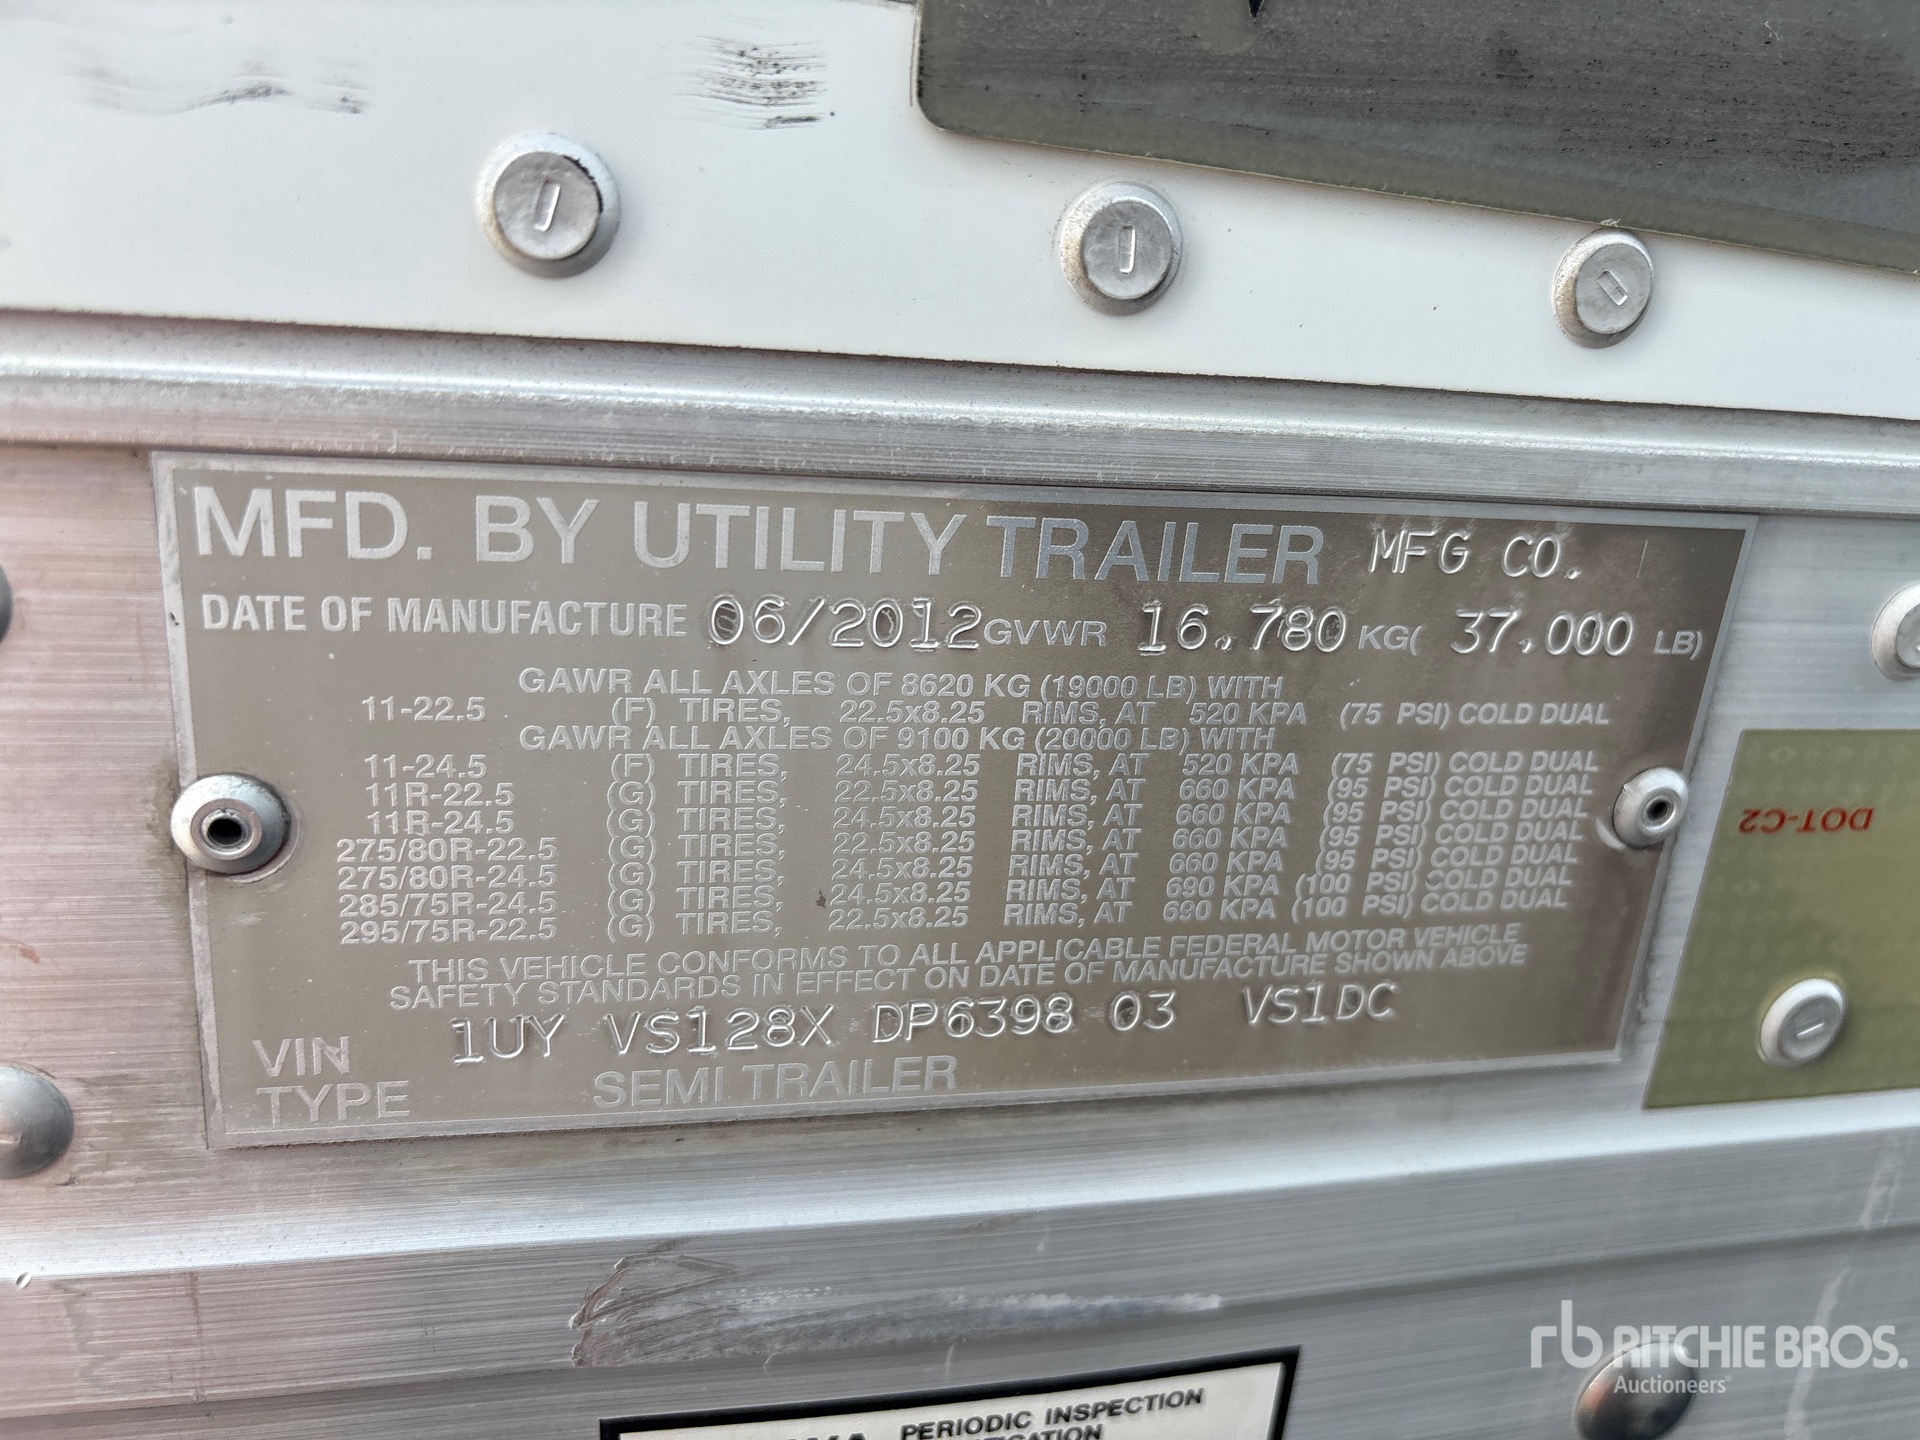 MFD. BY UTILITY TRAILER MFG CO.
DATE OF MANUFACTURE 06/2012 GVWR 16.780 KG( 37,000 LB)
GAWR ALL AXLES OF 8620 KG (19000 LB) WITH
11-22.5 (F) TIRES, 22.5x8.25 RIMS, AT 520 KPA (75 PSI) COLD DUAL
GAWR ALL AXLES OF 9100 KG (20000 LB) WITH
11-24.5 (F) TIRES, 24.5x8.25 RIMS, AT 520 KPA (75 PSI) COLD DUAL
11R-22.5 (G) TIRES, 22.5x8.25 RIMS, AT 660 KPA (95 PSI) COLD DUAL
11R-24.5 (G) TIRES, 24.5x8.25 RIMS, AT 660 KPA (95 PSI) COLD DUAL
275/80R-22.5 (G) TIRES, 22.5x8.25 RIMS, AT 660 KPA (95 PSI) COLD DUAL
275/80R-24.5 (G) TIRES, 24.5x8.25 RIMS, AT 660 KPA (95 PSI) COLD DUAL
285/75R-24.5 (G) TIRES, 24.5x8.25 RIMS, AT 690 KPA (100 PSI) COLD DUAL
295/75R-22.5 (G) TIRES, 22.5x8.25 RIMS, AT 690 KPA (100 PSI) COLD DUAL
THIS VEHICLE CONFORMS TO ALL APPLICABLE FEDERAL MOTOR VEHICLE
SAFETY STANDARDS IN EFFECT ON DATE OF MANUFACTURE SHOWN ABOVE
VIN 1UY VS128X DP6398 03 VS1DC
TYPE SEMI TRAILER
DOT-C2
PERIODIC INSPECTION
rb RITCHIE BROS.
Auctioneers